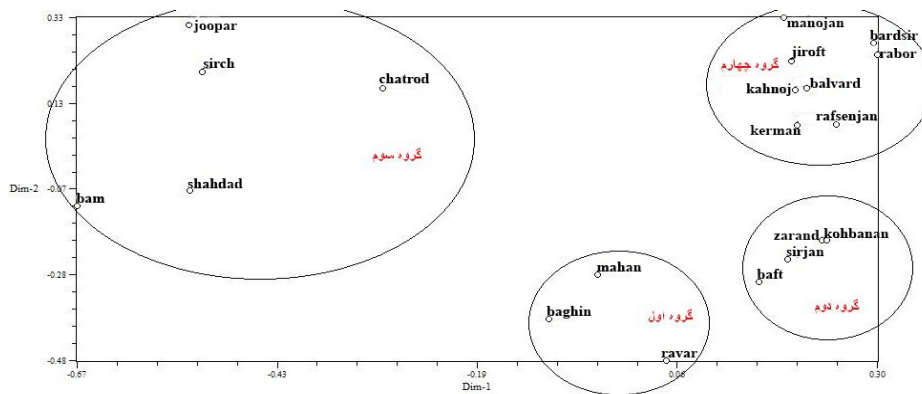 0.33
joopar
manojan
bardsir
rabor
sirch
jiroft
گروه چهارم
chatrod
kahnoj
balvard
0.13
rafsenjan
kerman
گروه سوم
Dim-2
-0.07
shahdad
bam
zarand
kohbanan
sirjan
-0.28
mahan
baft
baghin
گروه اول
گروه دوم
-0.48
ravar
-0.67
-0.43
-0.19
0.06
0.30
Dim-1